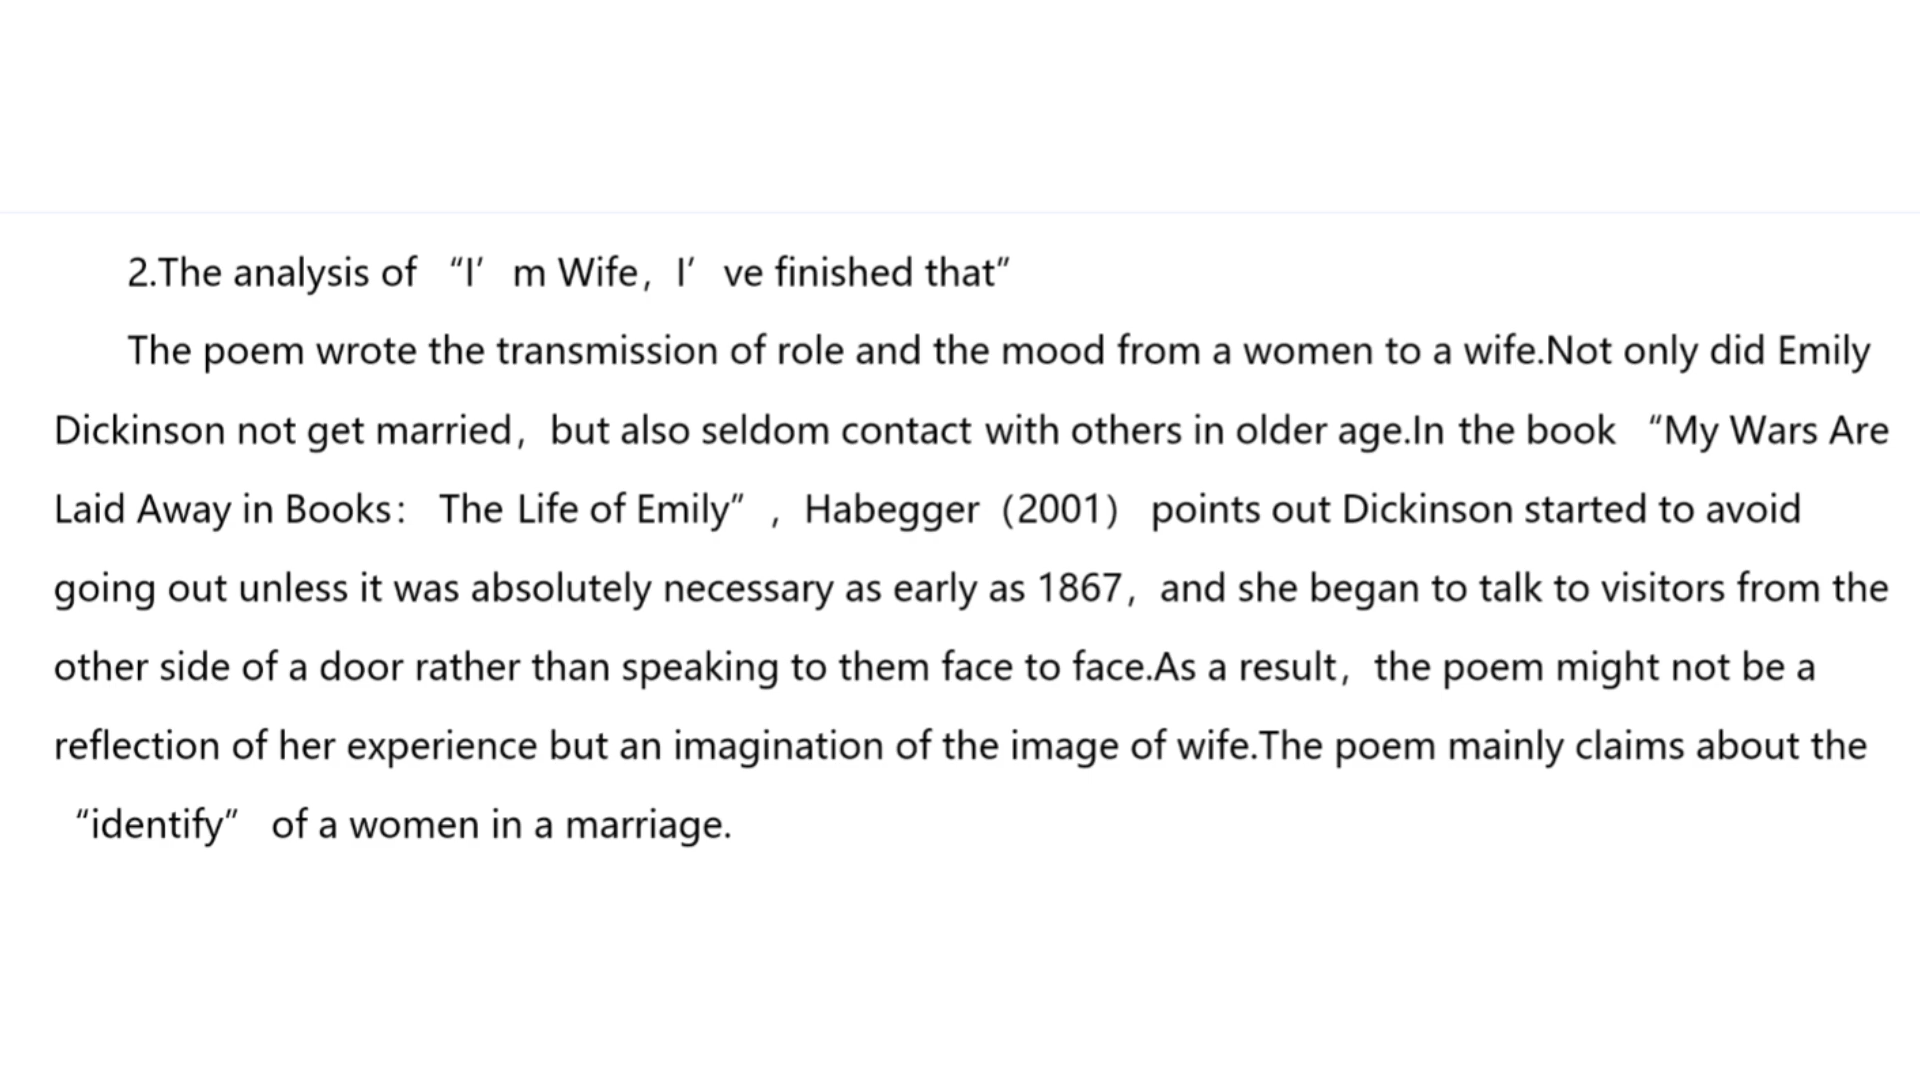 2.The analysis of “I’m Wife，I’ve finished that”
The poem wrote the transmission of role and the mood from a women to a wife.Not only did Emily
Dickinson not get married，but also seldom contact with others in older age.In the book “My Wars Are
Laid Away in Books： The Life of Emily”，Habegger（2001） points out Dickinson started to avoid
going out unless it was absolutely necessary as early as 1867，and she began to talk to visitors from the
other side of a door rather than speaking to them face to face.As a result，the poem might not be a
reflection of her experience but an imagination of the image of wife.The poem mainly claims about the
“identify” of a women in a marriage.